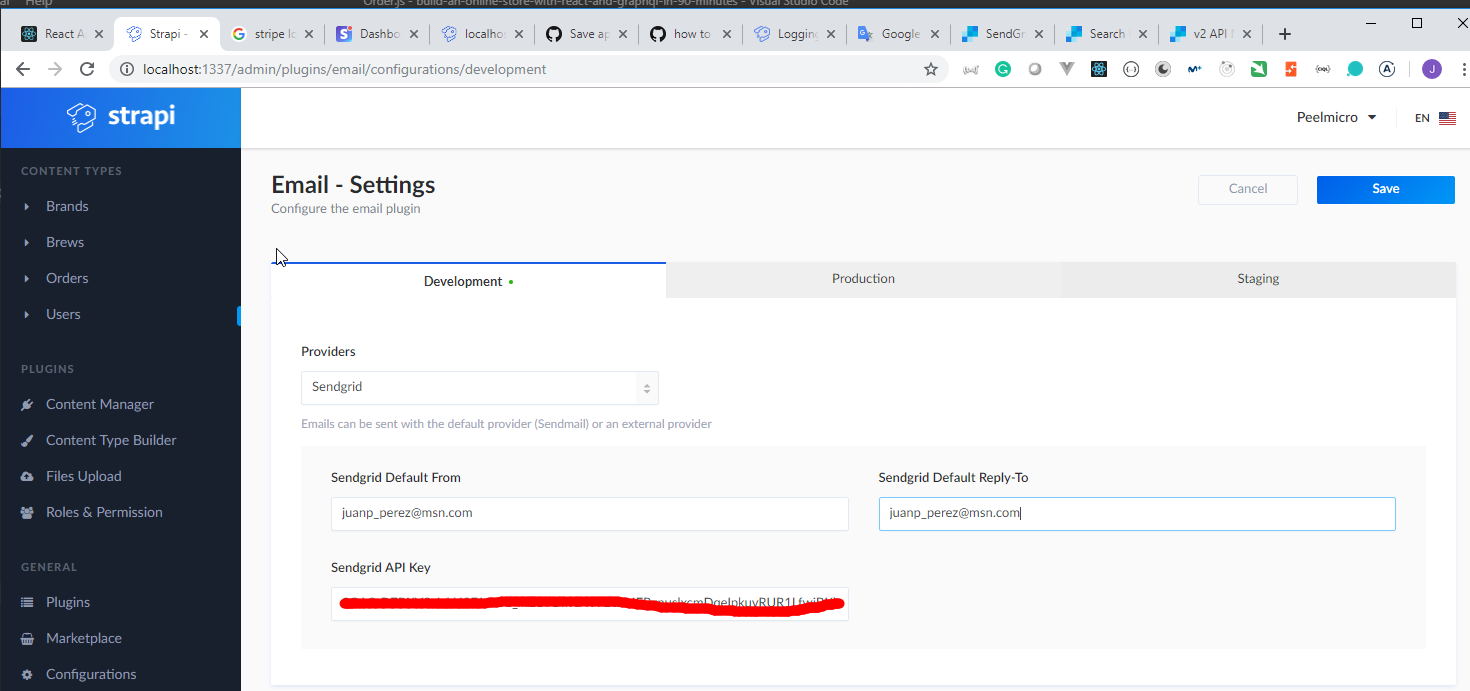 Help
Order.js - build-an-online-store-with-react-and-graphql-in-90-minutes - Visual Studio Code
React A
Strapi -
stripe lo
Dashbo
localhos
Save ap
how to
Logging
Google
SendGr
Search
v2 API
localhost:1337/admin/plugins/email/configurations/development
J
strapi
Peelmicro
EN
CONTENT TYPES
Brands
Brews
Orders
Users
PLUGINS
Content Manager
Content Type Builder
Files Upload
Roles & Permission
GENERAL
Plugins
Marketplace
Configurations
Email - Settings
Configure the email plugin
Cancel
Save
Development
Production
Staging
Providers
Sendgrid
Emails can be sent with the default provider (Sendmail) or an external provider
Sendgrid Default From
Sendgrid Default Reply-To
juanp_perez@msn.com
juanp_perez@msn.com
Sendgrid API Key